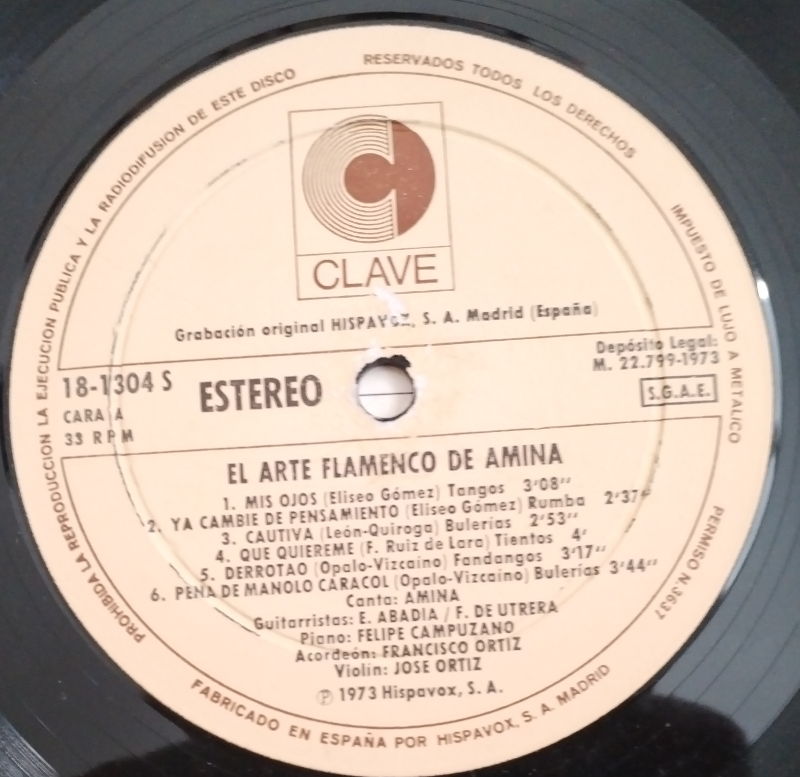 PROHIBIDA LA REPRODUCCION LA EJECUCION PUBLICA Y LA RADIODIFUSION DE ESTE DISCO
RESERVADOS TODOS LOS DERECHOS
IMPUESTO DE LUJO A METALICO
PERMISO N.3637
CLAVE
Grabación original HISPAVOX, S. A. Madrid (España)
Depósito Legal:
M. 22.799-1973
18-1304 S
ESTEREO
S.G.A.E.
CARA A
33 RPM
EL ARTE FLAMENCO DE AMINA
1. MIS OJOS (Eliseo Gómez) Tangos 3'08''
2. YA CAMBIE DE PENSAMIENTO (Eliseo Gómez) Rumba 2'37''
3. CAUTIVA (León-Quiroga) Bulerías 2'53''
4. QUE QUIEREME (F. Ruiz de Lara) Tientos 4'
5. DERROTAO (Opalo-Vizcaíno) Fandangos 3'17''
6. PENA DE MANOLO CARACOL (Opalo-Vizcaíno) Bulerías 3'44''
Canta: AMINA
Guitarristas: E. ABADIA / F. DE UTRERA
Piano: FELIPE CAMPUZANO
Acordeón: FRANCISCO ORTIZ
Violín: JOSE ORTIZ
℗ 1973 Hispavox, S. A.
FABRICADO EN ESPAÑA POR HISPAVOX, S. A. MADRID